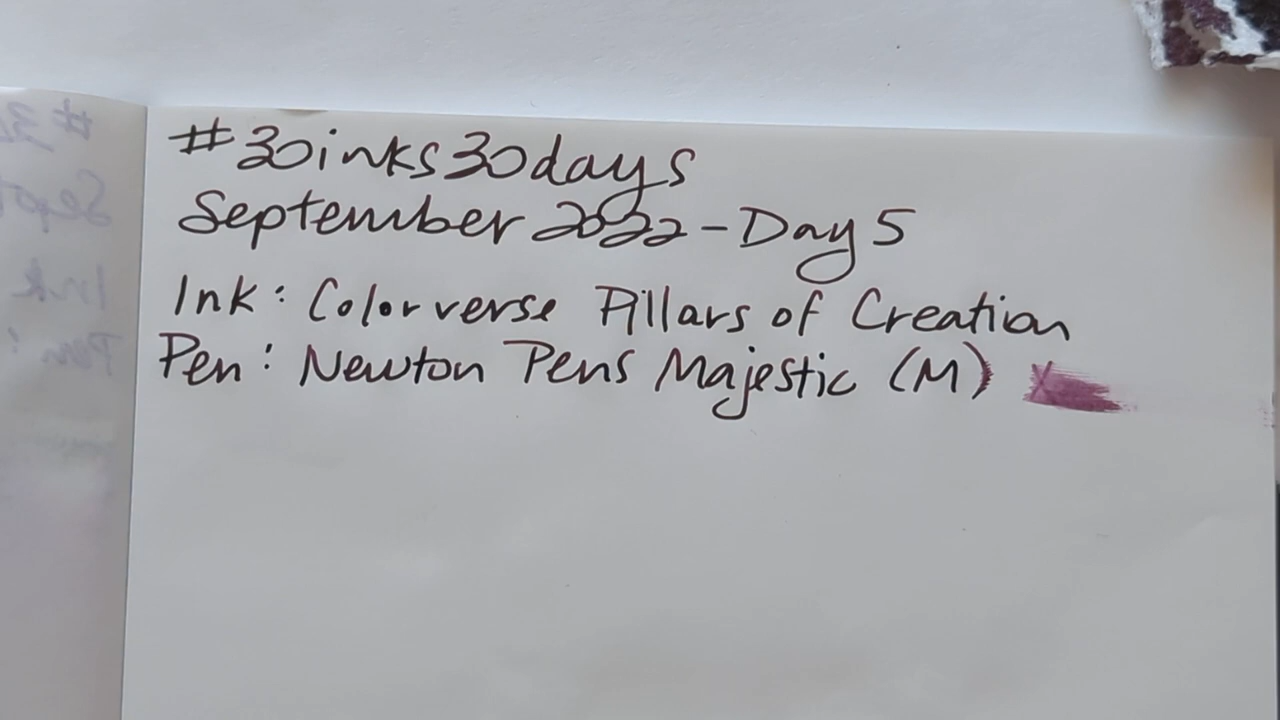 #30inks30days
September 2022 - Day 5
Ink: Colorverse Pillars of Creation
Pen: Newton Pens Majestic (M)